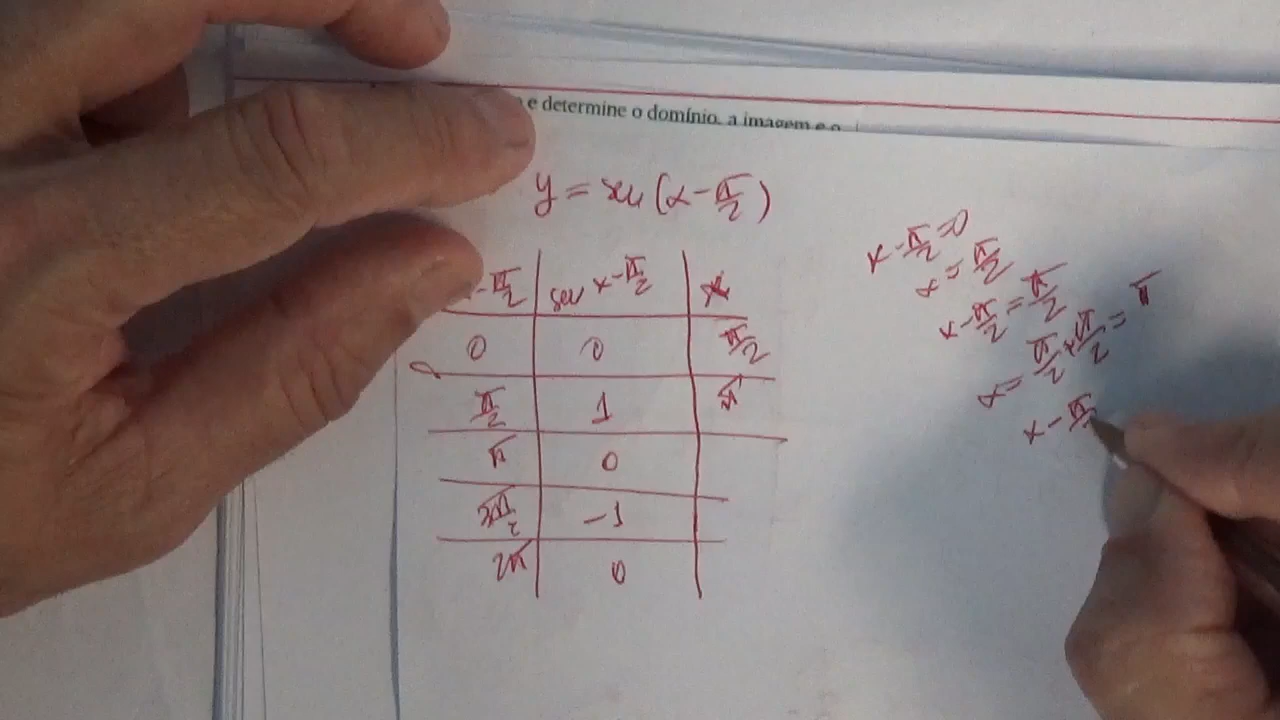 e determine o domínio, a imagem e o
y = sen (x - π/2)
x - π/2 sen x - π/2 x
0 0 π/2
π/2 1 π
π 0
3π/2 -1
2π 0
x - π/2 = 0
x = π/2
x - π/2 = π/2
x = π/2 + π/2 = π
x - π/2